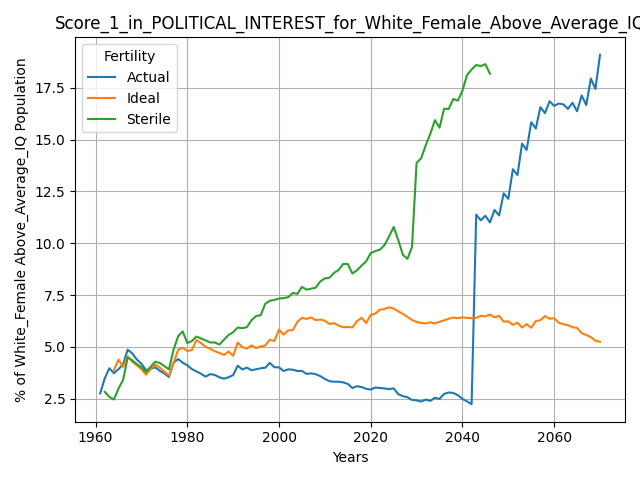 Score_1_in_POLITICAL_INTEREST_for_White_Female_Above_Average_IQ
% of White_Female Above_Average_IQ Population
Fertility
Actual
Ideal
Sterile
17.5
15.0
12.5
10.0
7.5
5.0
2.5
1960 1980 2000 2020 2040 2060
Years